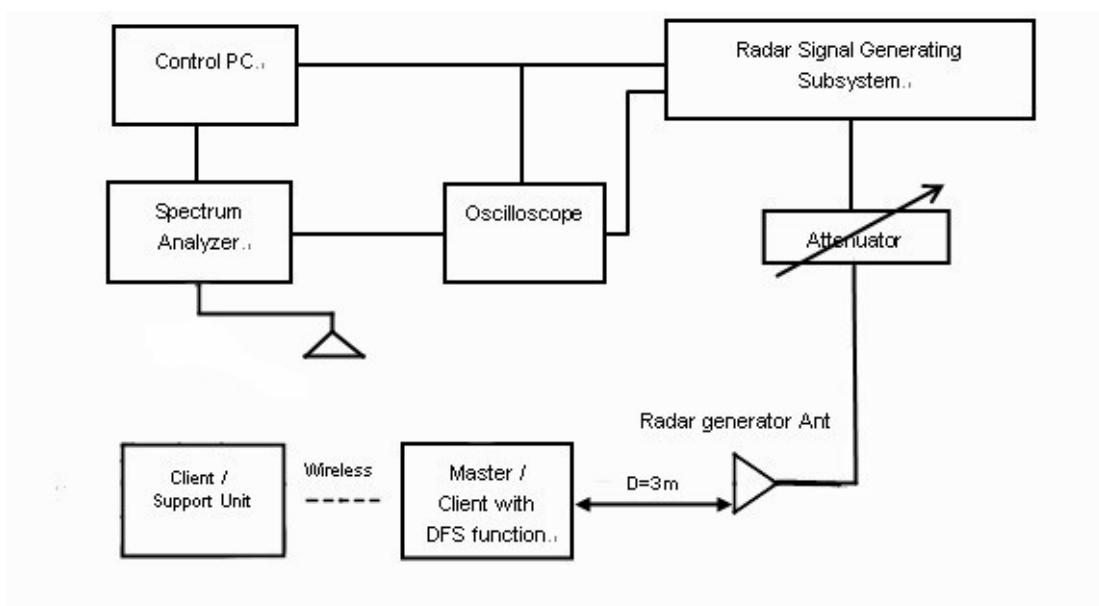 Control PC.
Radar Signal Generating
Subsystem.
Spectrum
Analyzer.
Oscilloscope
Attenuator
Radar generator Ant
Client /
Support Unit
Wireless
Master /
Client with
DFS function.
D=3m